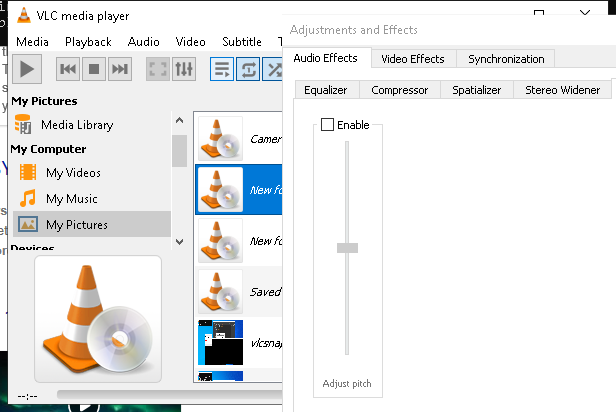 VLC media player
Media Playback Audio Video Subtitle
My Pictures
Media Library
My Computer
My Videos
My Music
My Pictures
Devices
--:--
Camer
New fo
New fo
Saved
vlcsnap
Adjustments and Effects
Audio Effects Video Effects Synchronization
Equalizer Compressor Spatializer Stereo Widener
Enable
Adjust pitch